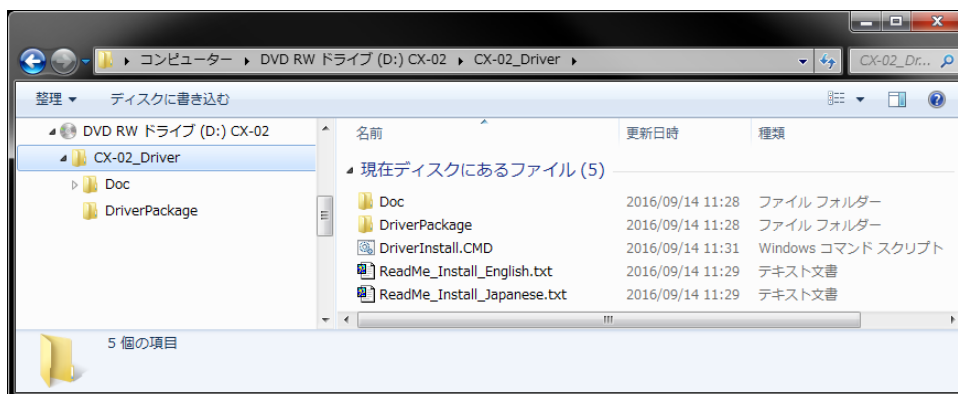 コンピューター ▸ DVD RW ドライブ (D:) CX-02 ▸ CX-02_Driver ▸
CX-02_Dr...
整理 ▼ ディスクに書き込む
DVD RW ドライブ (D:) CX-02
CX-02_Driver
Doc
DriverPackage
名前 更新日時 種類
現在ディスクにあるファイル (5)
Doc 2016/09/14 11:28 ファイル フォルダー
DriverPackage 2016/09/14 11:28 ファイル フォルダー
DriverInstall.CMD 2016/09/14 11:31 Windows コマンド スクリプト
ReadMe_Install_English.txt 2016/09/14 11:29 テキスト文書
ReadMe_Install_Japanese.txt 2016/09/14 11:29 テキスト文書
5 個の項目